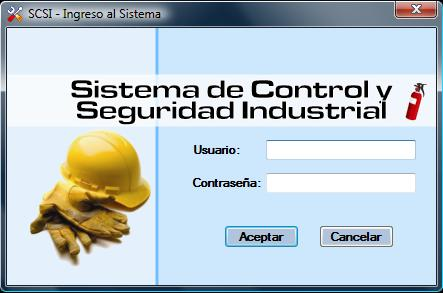 SCSI - Ingreso al Sistema
Sistema de Control y
Seguridad Industrial
Usuario:
Contraseña:
Aceptar
Cancelar